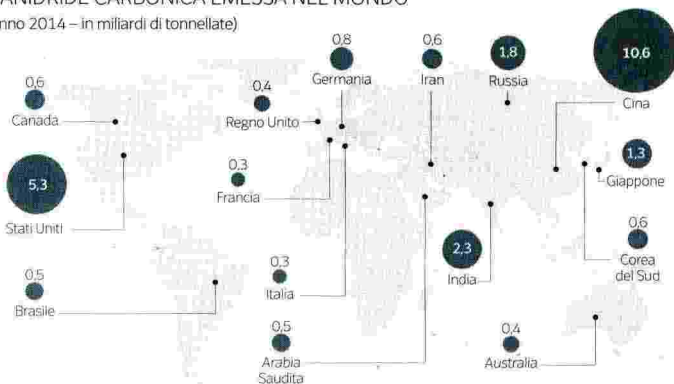 ANIDRIDE CARBONICA EMESSA NEL MONDO
nno 2014 – in miliardi di tonnellate)
0,6
Canada
5,3
Stati Uniti
0,5
Brasile
0,4
Regno Unito
0,3
Francia
0,3
Italia
0,5
Arabia
Saudita
0,8
Germania
0,6
Iran
1,8
Russia
10,6
Cina
1,3
Giappone
0,6
Corea
del Sud
2,3
India
0,4
Australia